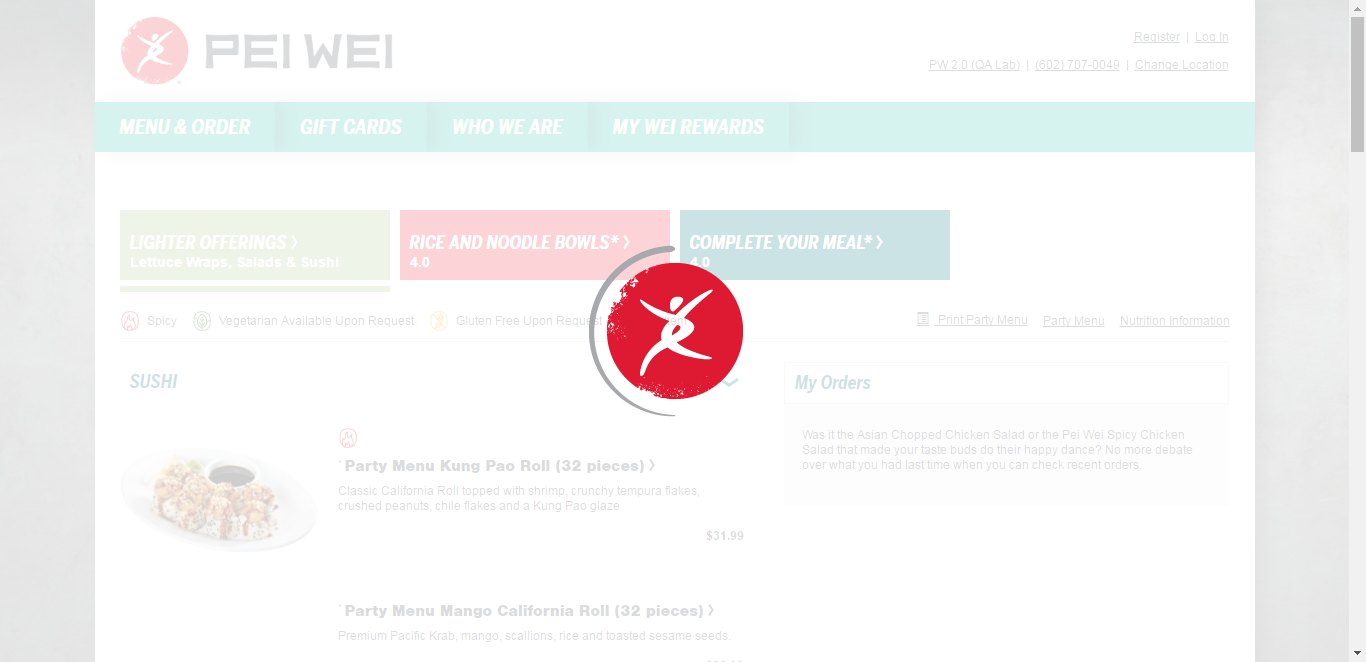 PEI WEI
Register | Log In
PW 2.0 (QA Lab) | (602) 707-0049 | Change Location
MENU & ORDER GIFT CARDS WHO WE ARE MY WEI REWARDS
LIGHTER OFFERINGS >
Lettuce Wraps, Salads & Sushi
RICE AND NOODLE BOWLS* >
4.0
COMPLETE YOUR MEAL* >
4.0
Spicy Vegetarian Available Upon Request Gluten Free Upon Request
Print Party Menu Party Menu Nutrition Information
SUSHI
My Orders
Was it the Asian Chopped Chicken Salad or the Pei Wei Spicy Chicken
Salad that made your taste buds do their happy dance? No more debate
over what you had last time when you can check recent orders.
*Party Menu Kung Pao Roll (32 pieces) >
Classic California Roll topped with shrimp, crunchy tempura flakes,
crushed peanuts, chile flakes and a Kung Pao glaze
$31.99
*Party Menu Mango California Roll (32 pieces) >
Premium Pacific Krab, mango, scallions, rice and toasted sesame seeds.